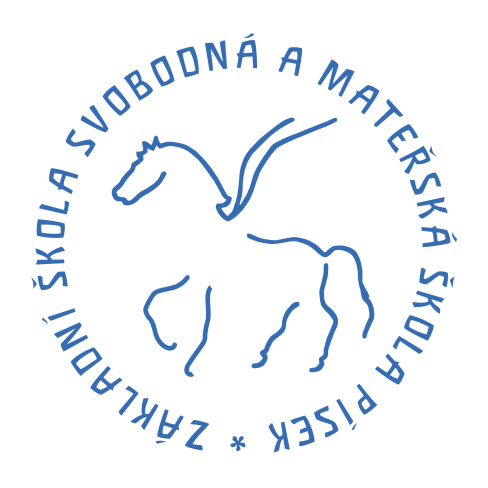 ZÁKLADNÍ ŠKOLA SVOBODNÁ A MATEŘSKÁ ŠKOLA PÍSEK *